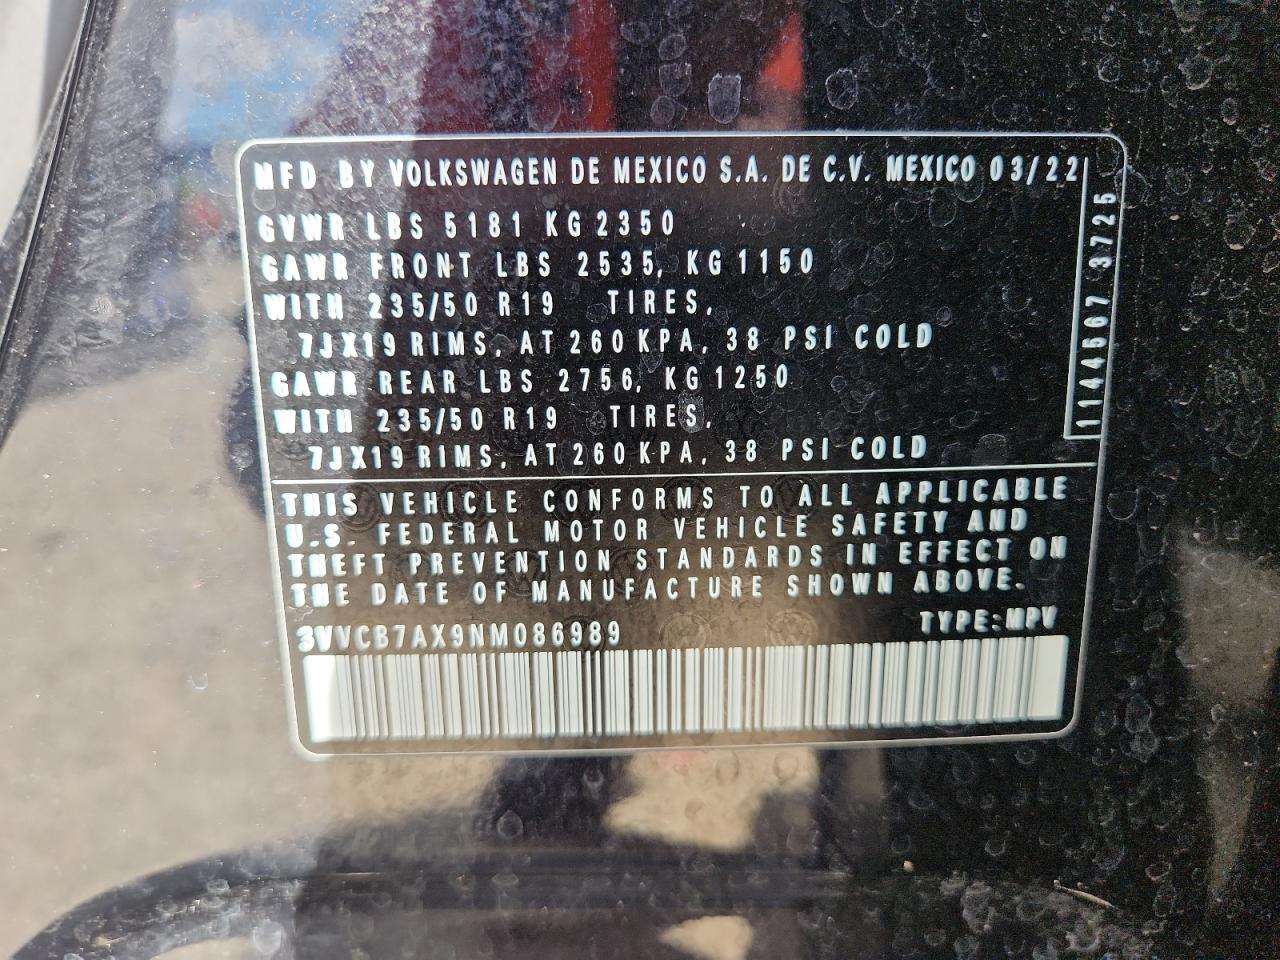 MFD BY VOLKSWAGEN DE MEXICO S.A. DE C.V. MEXICO 03/22
GVWR LBS 5181 KG 2350
GAWR FRONT LBS 2535, KG 1150
WITH 235/50 R19 TIRES,
7JX19 RIMS, AT 260 KPA, 38 PSI COLD
GAWR REAR LBS 2756, KG 1250
WITH 235/50 R19 TIRES,
7JX19 RIMS, AT 260 KPA, 38 PSI COLD
1144567 3725
THIS VEHICLE CONFORMS TO ALL APPLICABLE
U.S. FEDERAL MOTOR VEHICLE SAFETY AND
THEFT PREVENTION STANDARDS IN EFFECT ON
THE DATE OF MANUFACTURE SHOWN ABOVE.
3VVCB7AX9NM086989 TYPE:MPV